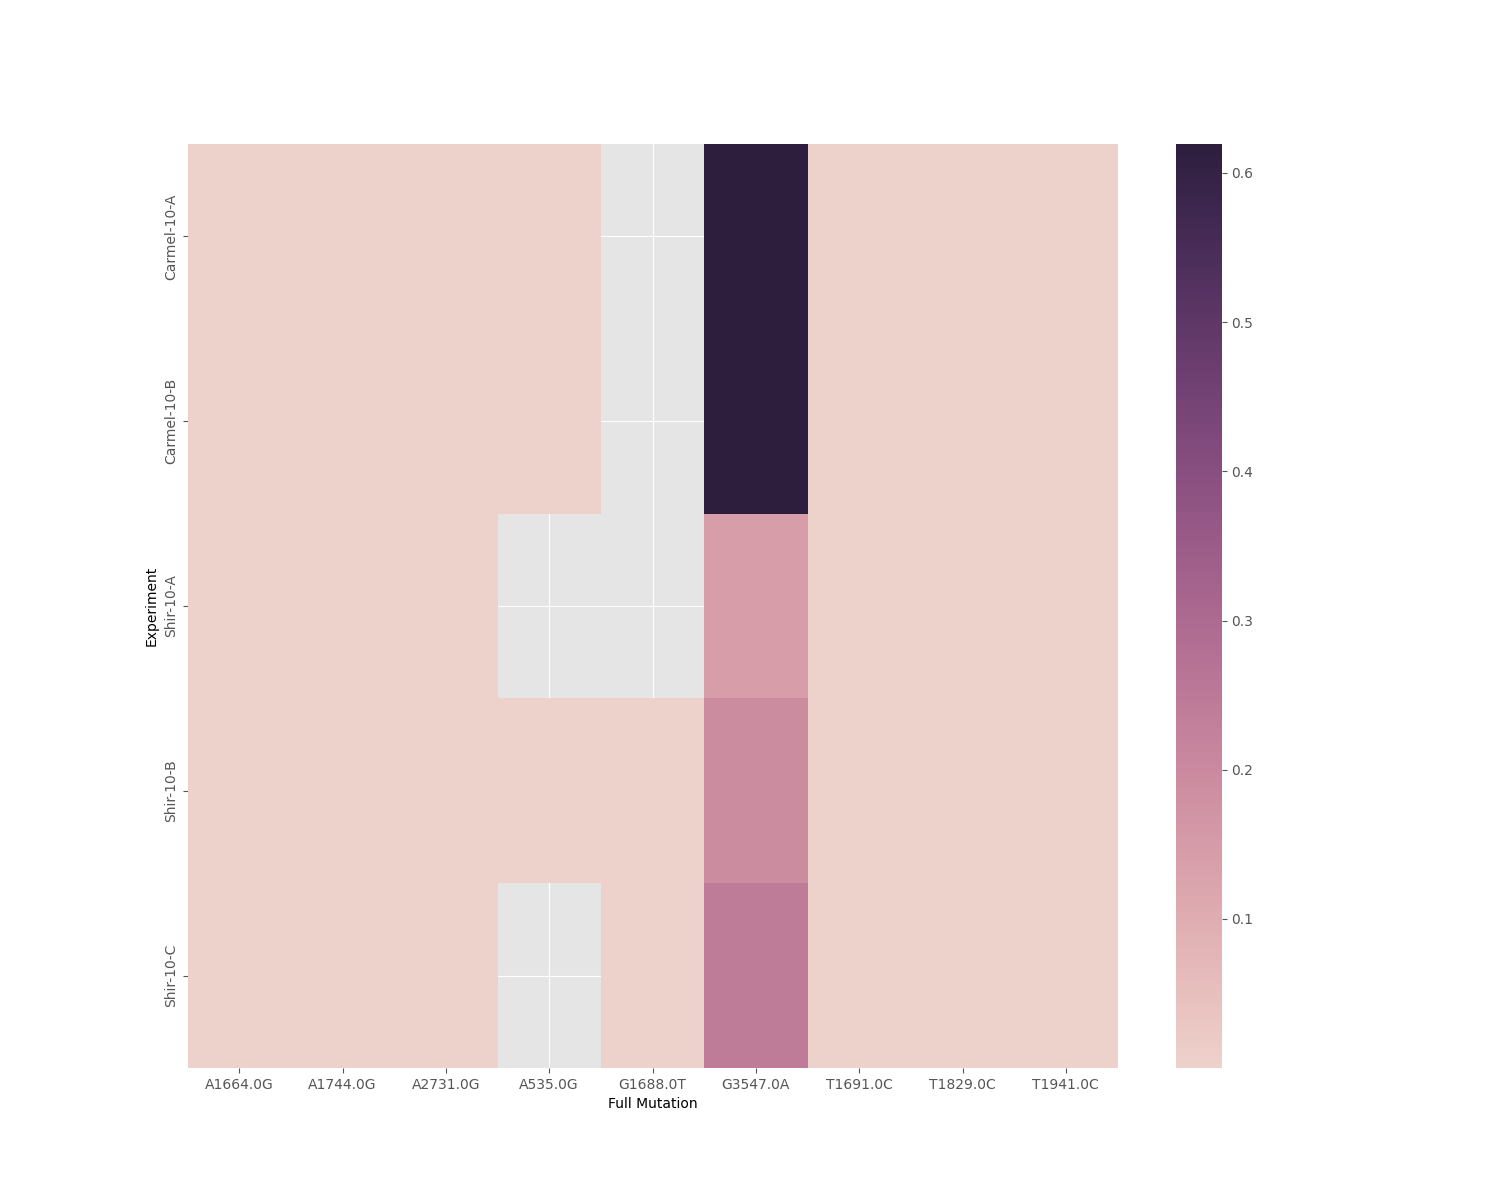 Experiment
Carmel-10-A
Carmel-10-B
Shir-10-A
Shir-10-B
Shir-10-C
A1664.0G A1744.0G A2731.0G A535.0G G1688.0T G3547.0A T1691.0C T1829.0C T1941.0C
Full Mutation
0.6
0.5
0.4
0.3
0.2
0.1